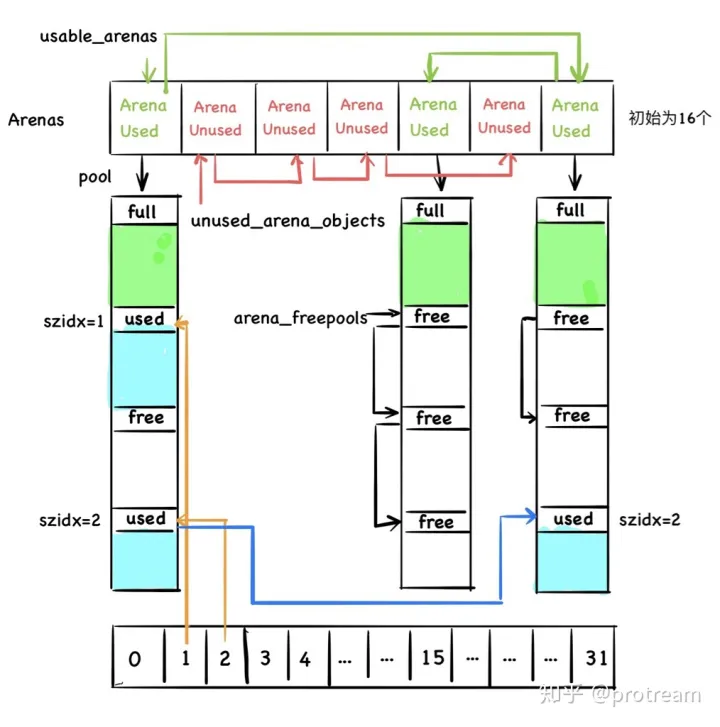 usable_arenas
Arenas
Arena
Used
Arena
Unused
Arena
Unused
Arena
Unused
Arena
Used
Arena
Unused
Arena
Used
初始为16个
pool
unused_arena_objects
full
full
full
szidx=1
used
arena_freepools
free
free
free
free
free
szidx=2
used
free
used
szidx=2
0
1
2
3
4
...
...
15
...
...
...
31
知乎 @protream